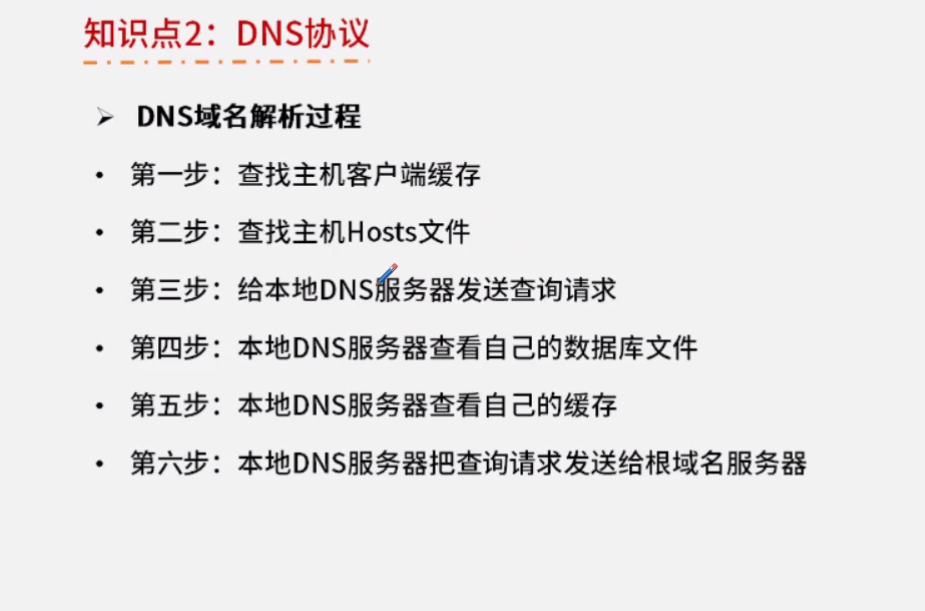 知识点2：DNS协议
➢ DNS域名解析过程
• 第一步：查找主机客户端缓存
• 第二步：查找主机Hosts文件
• 第三步：给本地DNS服务器发送查询请求
• 第四步：本地DNS服务器查看自己的数据库文件
• 第五步：本地DNS服务器查看自己的缓存
• 第六步：本地DNS服务器把查询请求发送给根域名服务器